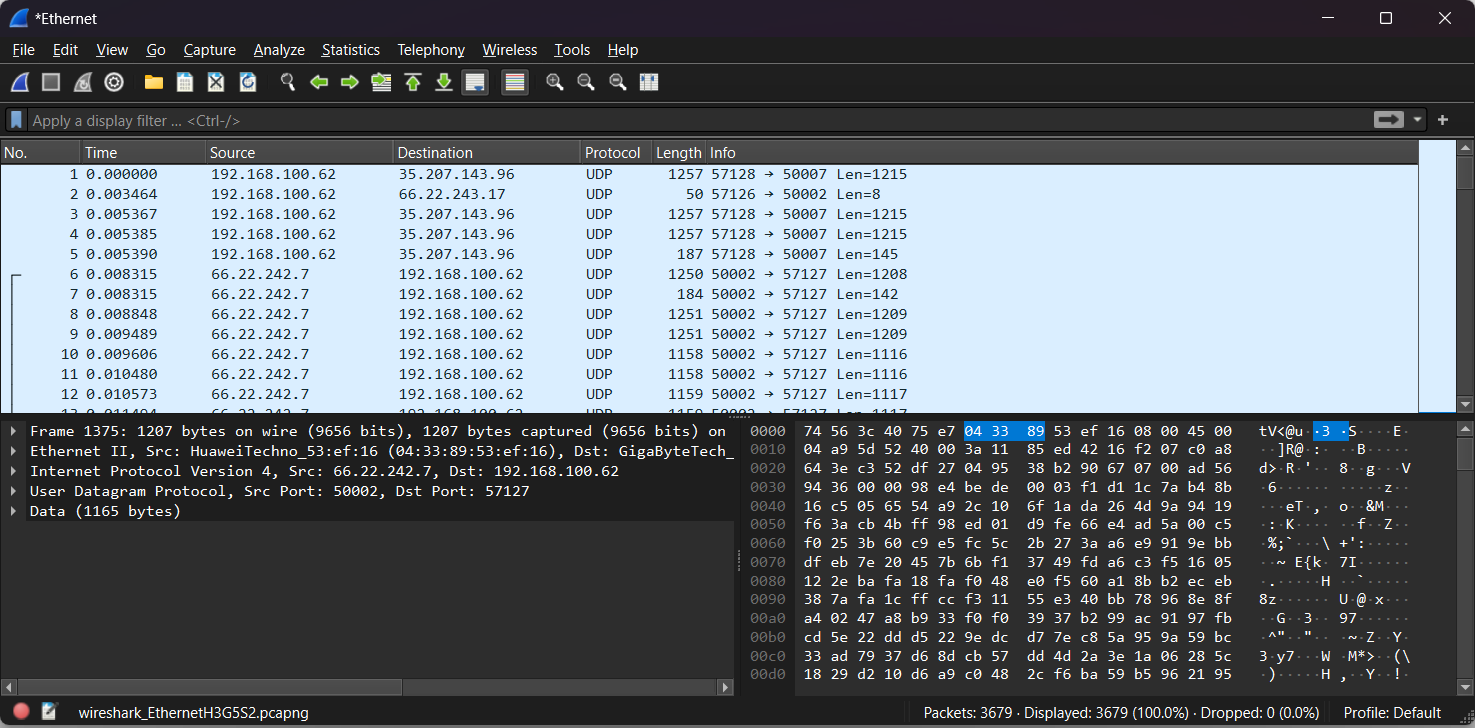 *Ethernet
File Edit View Go Capture Analyze Statistics Telephony Wireless Tools Help
Apply a display filter ... <Ctrl-/>
No. Time Source Destination Protocol Length Info
1 0.000000 192.168.100.62 35.207.143.96 UDP 1257 57128 → 50007 Len=1215
2 0.003464 192.168.100.62 66.22.243.17 UDP 50 57126 → 50002 Len=8
3 0.005367 192.168.100.62 35.207.143.96 UDP 1257 57128 → 50007 Len=1215
4 0.005385 192.168.100.62 35.207.143.96 UDP 1257 57128 → 50007 Len=1215
5 0.005390 192.168.100.62 35.207.143.96 UDP 187 57128 → 50007 Len=145
6 0.008315 66.22.242.7 192.168.100.62 UDP 1250 50002 → 57127 Len=1208
7 0.008315 66.22.242.7 192.168.100.62 UDP 184 50002 → 57127 Len=142
8 0.008848 66.22.242.7 192.168.100.62 UDP 1251 50002 → 57127 Len=1209
9 0.009489 66.22.242.7 192.168.100.62 UDP 1251 50002 → 57127 Len=1209
10 0.009606 66.22.242.7 192.168.100.62 UDP 1158 50002 → 57127 Len=1116
11 0.010480 66.22.242.7 192.168.100.62 UDP 1158 50002 → 57127 Len=1116
12 0.010573 66.22.242.7 192.168.100.62 UDP 1159 50002 → 57127 Len=1117
Frame 1375: 1207 bytes on wire (9656 bits), 1207 bytes captured (9656 bits) on
Ethernet II, Src: HuaweiTechno_53:ef:16 (04:33:89:53:ef:16), Dst: GigaByteTech_
Internet Protocol Version 4, Src: 66.22.242.7, Dst: 192.168.100.62
User Datagram Protocol, Src Port: 50002, Dst Port: 57127
Data (1165 bytes)
0000 74 56 3c 40 75 e7 04 33 89 53 ef 16 08 00 45 00 tV<@u··3·S····E·
0010 04 a9 5d 52 40 00 3a 11 85 ed 42 16 f2 07 c0 a8 ··]R@·:···B·····
0020 64 3e c3 52 df 27 04 95 38 b2 90 67 07 00 ad 56 d>·R·'··8··g···V
0030 94 36 00 00 98 e4 be de 00 03 f1 d1 1c 7a b4 8b ·6···········z··
0040 16 c5 05 65 54 a9 2c 10 6f 1a da 26 4d 9a 94 19 ···eT·,·o··&M···
0050 f6 3a cb 4b ff 98 ed 01 d9 fe 66 e4 ad 5a 00 c5 ·:·K······f··Z··
0060 f0 25 3b 60 c9 e5 fc 5c 2b 27 3a a6 e9 91 9e bb ·%;`···\+':·····
0070 df eb 7e 20 45 7b 6b f1 37 49 fd a6 c3 f5 16 05 ··~ E{k·7I······
0080 12 2e ba fa 18 fa f0 48 e0 f5 60 a1 8b b2 ec eb ·.·····H··`·····
0090 38 7a fa 1c ff cc f3 11 55 e3 40 bb 78 96 8e 8f 8z······U·@·x···
00a0 a4 02 47 a8 b9 33 f0 f0 39 37 b2 99 ac 91 97 fb ··G··3··97······
00b0 cd 5e 22 dd d5 22 9e dc d7 7e c8 5a 95 9a 59 bc ·^"··"···~·Z··Y·
00c0 33 ad 79 37 d6 8d cb 57 dd 4d 2a 3e 1a 06 28 5c 3·y7···W·M*>··(\
00d0 18 29 d2 10 d6 a9 c0 48 2c f6 ba 59 b5 96 21 95 ·)·····H,··Y··!·
wireshark_EthernetH3G5S2.pcapng
Packets: 3679 · Displayed: 3679 (100.0%) · Dropped: 0 (0.0%)
Profile: Default